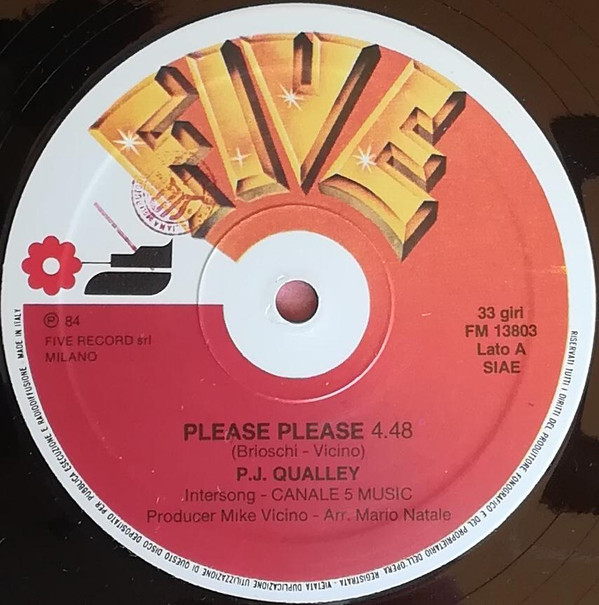 FIVE
℗ 84
FIVE RECORD srl
MILANO
33 giri
FM 13803
Lato A
SIAE
PLEASE PLEASE 4.48
(Brioschi - Vicino)
P.J. QUALLEY
Intersong - CANALE 5 MUSIC
Producer Mike Vicino - Arr. Mario Natale
RISERVATI TUTTI I DIRITTI DEL PRODUTTORE FONOGRAFICO E DEL PROPRIETARIO DELL'OPERA REGISTRATA - VIETATA DUPLICAZIONE UTILIZZAZIONE DI QUESTO DISCO DEPOSITATO PER PUBBLICA ESECUZIONE E RADIODIFFUSIONE - MADE IN ITALY